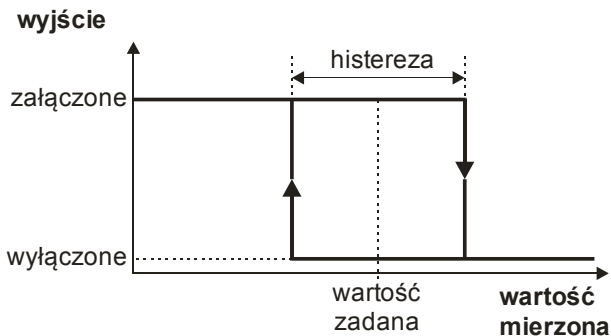 wyjście
histereza
załączone
wyłączone
wartość
zadana
wartość
mierzona